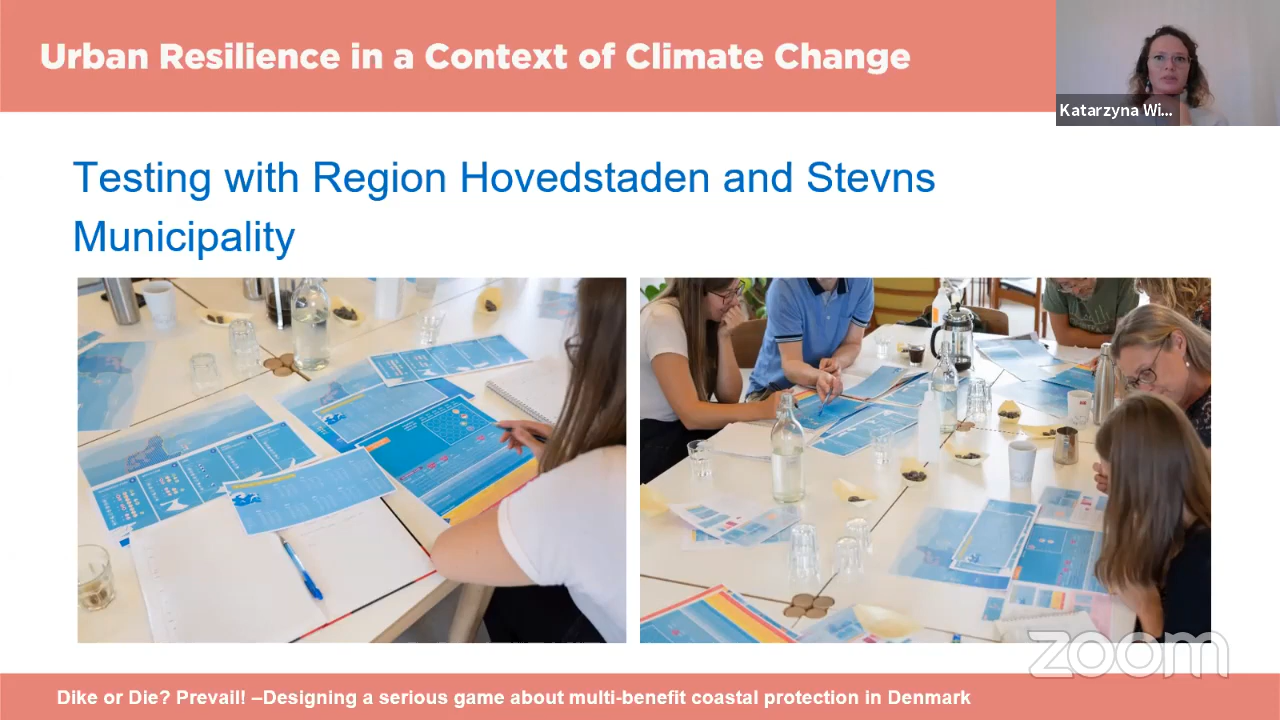 Urban Resilience in a Context of Climate Change
Katarzyna Wi...
Testing with Region Hovedstaden and Stevns
Municipality
zoom
Dike or Die? Prevail! –Designing a serious game about multi-benefit coastal protection in Denmark